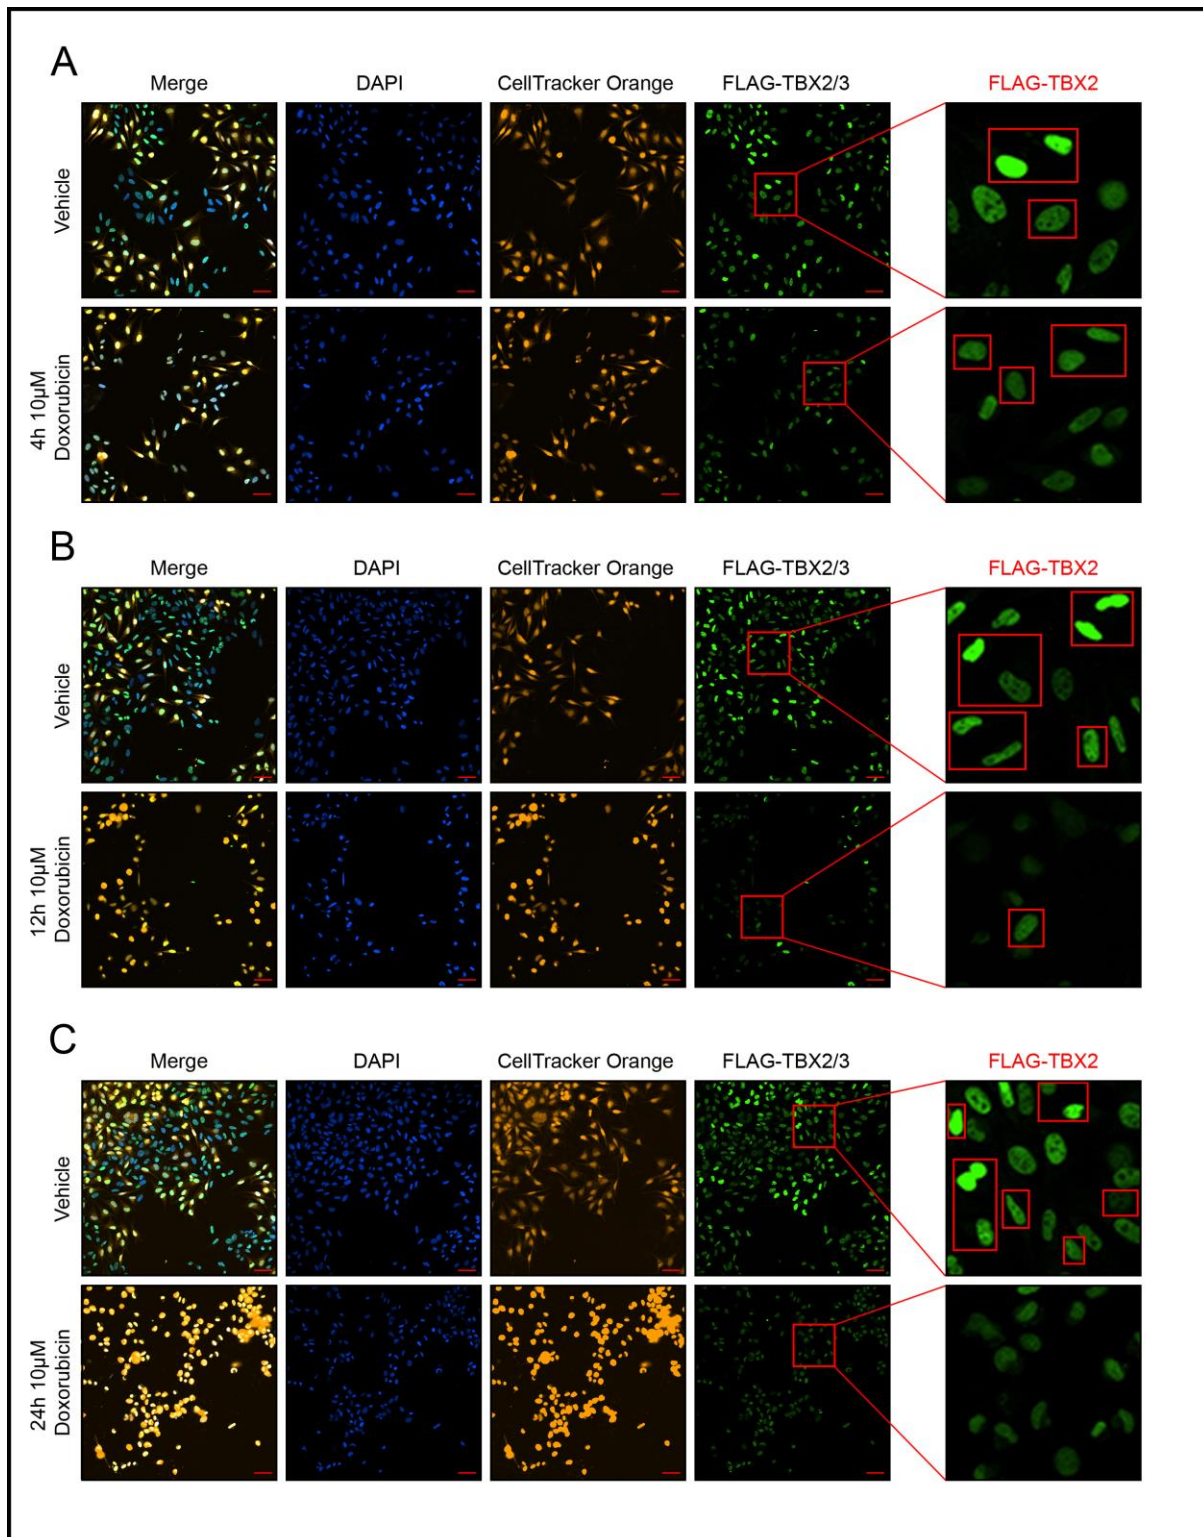 A
Merge DAPI CellTracker Orange FLAG-TBX2/3 FLAG-TBX2
Vehicle
4h 10µM
Doxorubicin
B
Merge DAPI CellTracker Orange FLAG-TBX2/3 FLAG-TBX2
Vehicle
12h 10µM
Doxorubicin
C
Merge DAPI CellTracker Orange FLAG-TBX2/3 FLAG-TBX2
Vehicle
24h 10µM
Doxorubicin